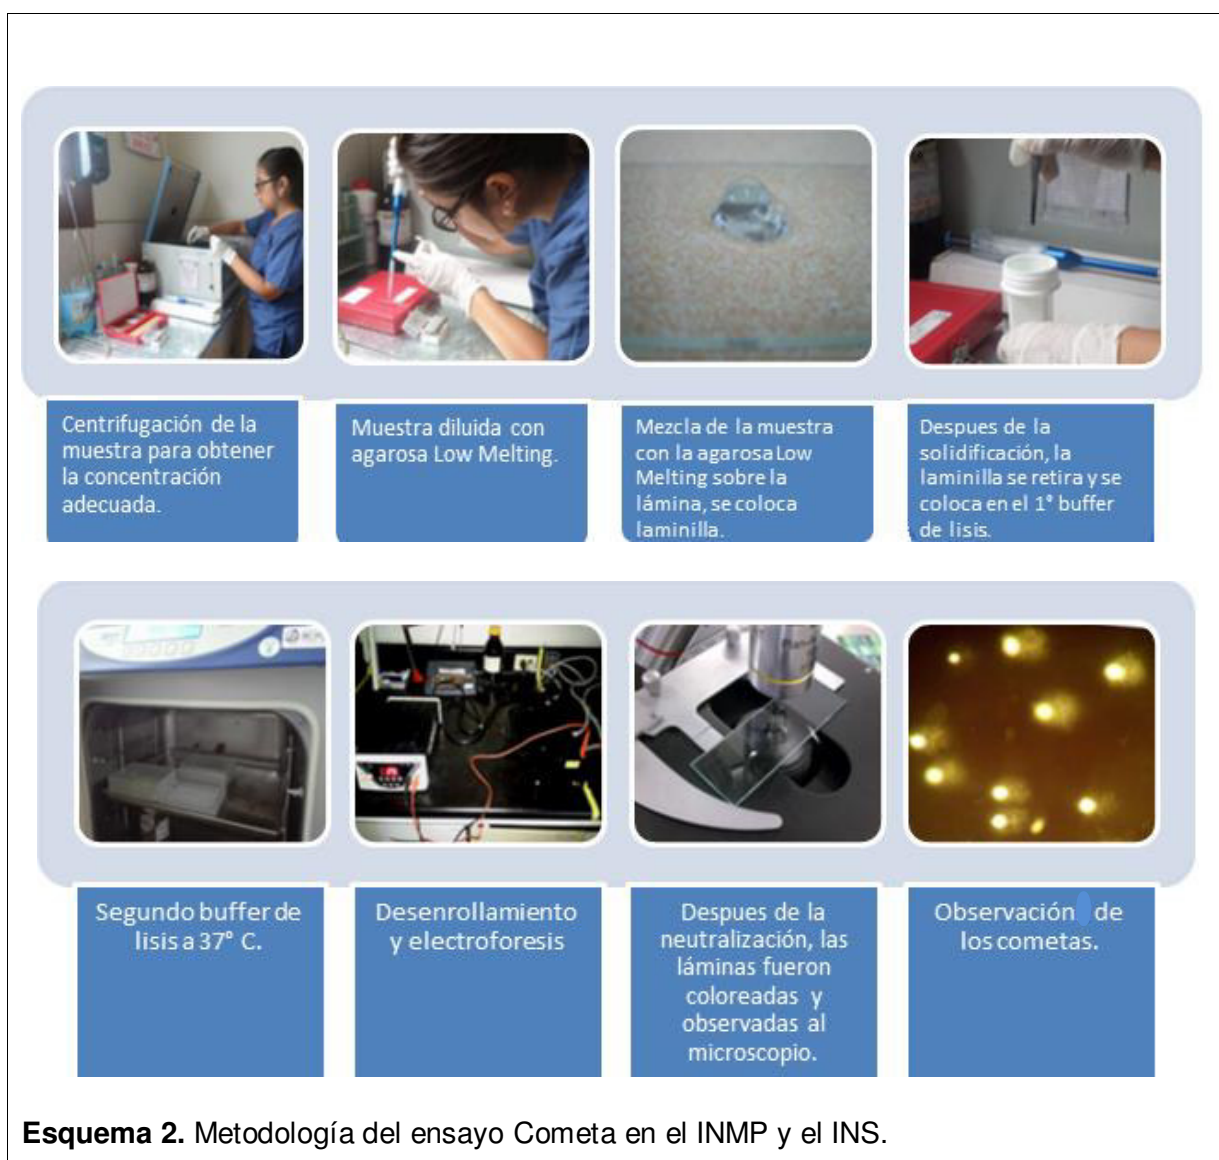 Centrifugación de la
muestra para obtener
la concentración
adecuada.
Muestra diluida con
agarosa Low Melting.
Mezcla de la muestra
con la agarosa Low
Melting sobre la
lámina, se coloca
laminilla.
Despues de la
solidificación, la
laminilla se retira y se
coloca en el 1° buffer
de lisis.
Segundo buffer de
lisis a 37° C.
Desenrollamiento
y electroforesis
Despues de la
neutralización, las
láminas fueron
coloreadas y
observadas al
microscopio.
Observación de
los cometas.
Esquema 2. Metodología del ensayo Cometa en el INMP y el INS.